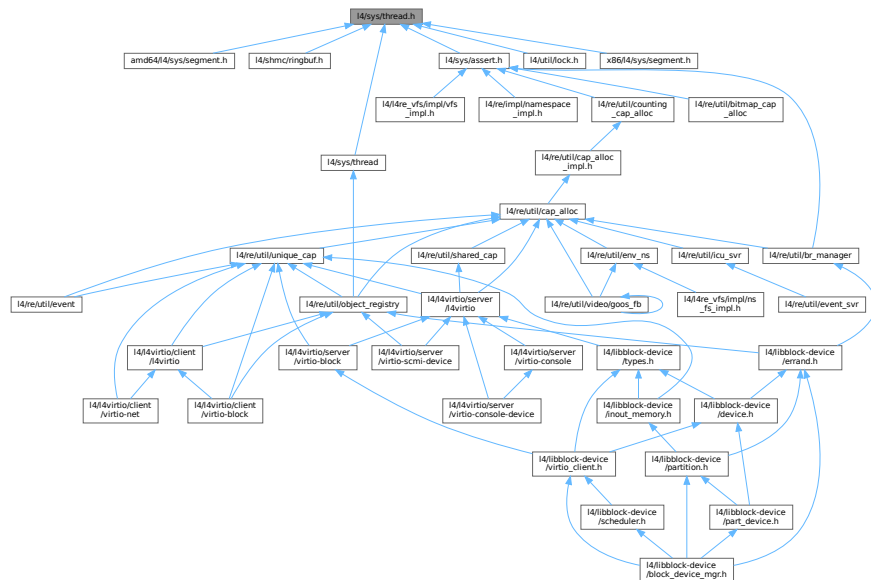 l4/sys/thread.h
amd64/l4/sys/segment.h
l4/shmc/ringbuf.h
l4/sys/assert.h
l4/util/lock.h
x86/l4/sys/segment.h
l4/l4re_vfs/impl/vfs
_impl.h
l4/re/impl/namespace
_impl.h
l4/re/util/counting
_cap_alloc
l4/re/util/bitmap_cap
_alloc
l4/sys/thread
l4/re/util/cap_alloc
_impl.h
l4/re/util/cap_alloc
l4/re/util/unique_cap
l4/re/util/shared_cap
l4/re/util/env_ns
l4/re/util/icu_svr
l4/re/util/br_manager
l4/re/util/event
l4/re/util/object_registry
l4/l4virtio/server
/l4virtio
l4/re/util/video/goos_fb
l4/l4re_vfs/impl/ns
_fs_impl.h
l4/re/util/event_svr
l4/l4virtio/client
/l4virtio
l4/l4virtio/server
/virtio-block
l4/l4virtio/server
/virtio-scmi-device
l4/l4virtio/server
/virtio-console
l4/libblock-device
/types.h
l4/libblock-device
/errand.h
l4/l4virtio/client
/virtio-net
l4/l4virtio/client
/virtio-block
l4/l4virtio/server
/virtio-console-device
l4/libblock-device
/inout_memory.h
l4/libblock-device
/device.h
l4/libblock-device
/virtio_client.h
l4/libblock-device
/partition.h
l4/libblock-device
/scheduler.h
l4/libblock-device
/part_device.h
l4/libblock-device
/block_device_mgr.h